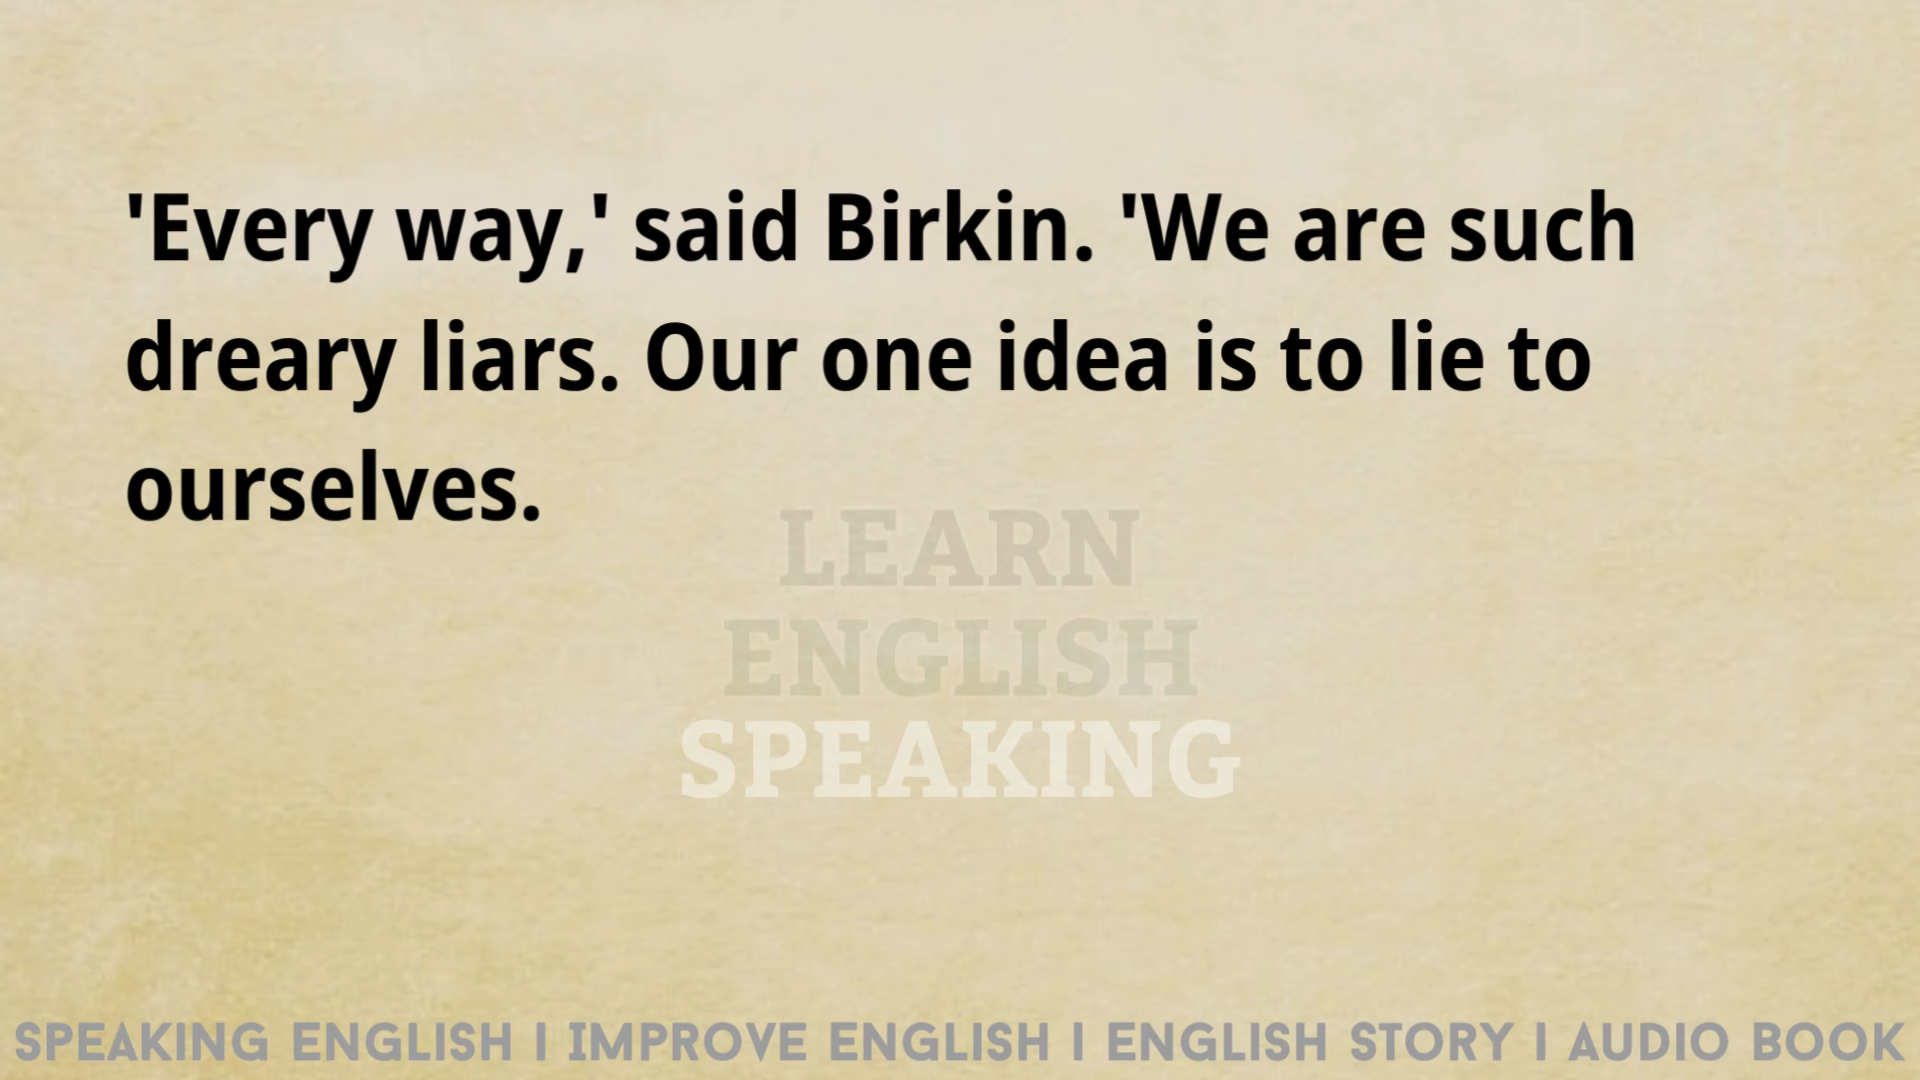 'Every way,' said Birkin. 'We are such
dreary liars. Our one idea is to lie to
ourselves.
LEARN
ENGLISH
SPEAKING
SPEAKING ENGLISH I IMPROVE ENGLISH I ENGLISH STORY I AUDIO BOOK